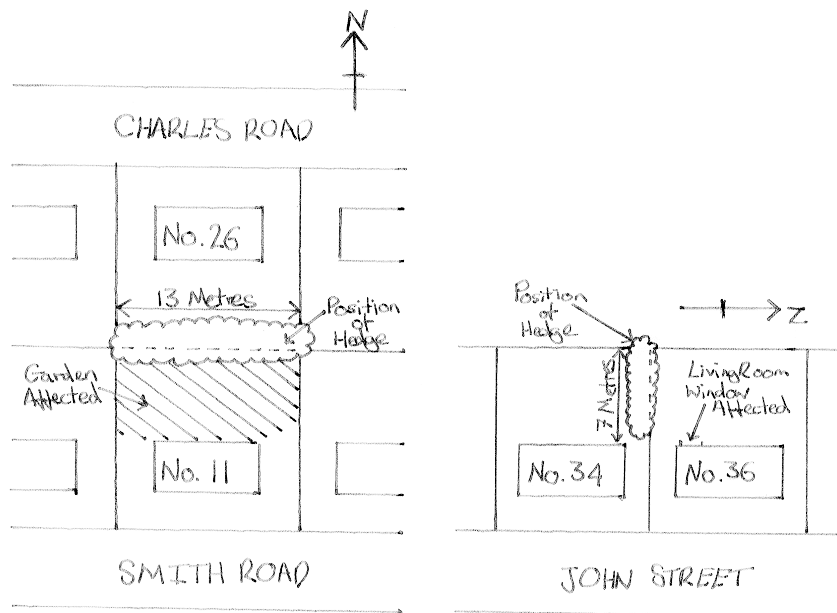 N
CHARLES ROAD
No.26
13 Metres
Position
of
Hedge
Garden
Affected
No.11
SMITH ROAD
Position
of
Hedge
N
7 Metres
Living Room
Window
Affected
No.34
No.36
JOHN STREET